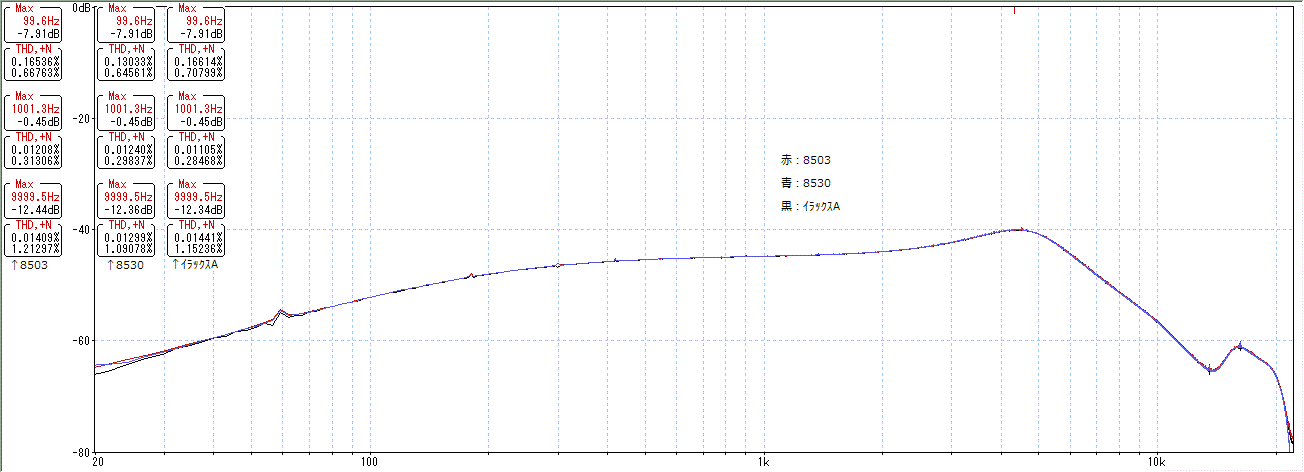 Max Max Max 0dB
99.6Hz 99.6Hz 99.6Hz
-7.91dB -7.91dB -7.91dB
THD,+N THD,+N THD,+N
0.16536% 0.13033% 0.16614%
0.66763% 0.64561% 0.70799%
Max Max Max
1001.3Hz 1001.3Hz 1001.3Hz
-0.45dB -0.45dB -0.45dB -20
THD,+N THD,+N THD,+N
0.01208% 0.01240% 0.01105%
0.31306% 0.29837% 0.28468%
赤：8503
青：8530
黒：ｲﾗｯｸｽA
Max Max Max
9999.5Hz 9999.5Hz 9999.5Hz
-12.44dB -12.36dB -12.34dB
THD,+N THD,+N THD,+N -40
0.01409% 0.01299% 0.01441%
1.21297% 1.09078% 1.15236%
↑8503 ↑8530 ↑ｲﾗｯｸｽA
-60
-80
20 100 1k 10k